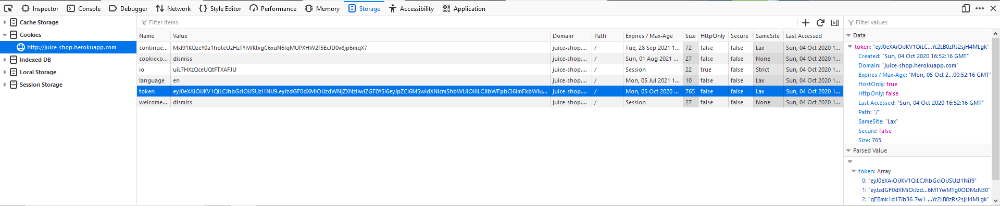 Inspector Console Debugger Network Style Editor Performance Memory Storage Accessibility Application
Cache Storage
Cookies
http://juice-shop.herokuapp.com
Indexed DB
Local Storage
Session Storage
Filter items
Name Value Domain Path Expires / Max-Age Size HttpOnly Secure SameSite Last Accessed
continue... MxI91KQzeY0a1hoteUzHzTYiWKtvgC6xuN6IqMUPXHW2f5EcJD0v8jp6mqX7 juice-shop.... / Tue, 28 Sep 2021 1... 72 false false Lax Sun, 04 Oct 2020 1...
cookieco... dismiss juice-shop.... / Sun, 01 Aug 2021 ... 27 false false None Sun, 04 Oct 2020 1...
io uiL7HXzQceUQtFTXAFJU juice-shop.... / Session 22 true false Strict Sun, 04 Oct 2020 1...
language en juice-shop.... / Mon, 05 Jul 2021 1... 10 false false Lax Sun, 04 Oct 2020 1...
token eyJ0eXAiOiJKV1QiLCJhbGciOiJSUzI1NiJ9.eyJzdGF0dXMiOiJzdWNjZXNzIiwiZGF0YSI6eyJpZCI6MSwidXNlcm5hbWUiOiIiLCJlbWFpbCI6ImFkbWlu... juice-shop.... / Mon, 05 Oct 2020 ... 765 false false Lax Sun, 04 Oct 2020 1...
welcome... dismiss juice-shop.... / Session 27 false false None Sun, 04 Oct 2020 1...
Filter values
Data
token: "eyJ0eXAiOiJKV1QiLC...Yc2LB0zRs2sjH4MLgk"
Created: "Sun, 04 Oct 2020 16:52:16 GMT"
Domain: "juice-shop.herokuapp.com"
Expires / Max-Age: "Mon, 05 Oct 2...00:52:16 GMT"
HostOnly: true
HttpOnly: false
Last Accessed: "Sun, 04 Oct 2020 16:52:16 GMT"
Path: "/"
SameSite: "Lax"
Secure: false
Size: 765
Parsed Value
token: Array
0: "eyJ0eXAiOiJKV1QiLCJhbGciOiJSUzI1NiJ9"
1: "eyJzdGF0dXMiOiJzd...6MTYwMTg0ODMzN30"
2: "qEBmk1d17Ib36-7w1-...Yc2LB0zRs2sjH4MLgk"